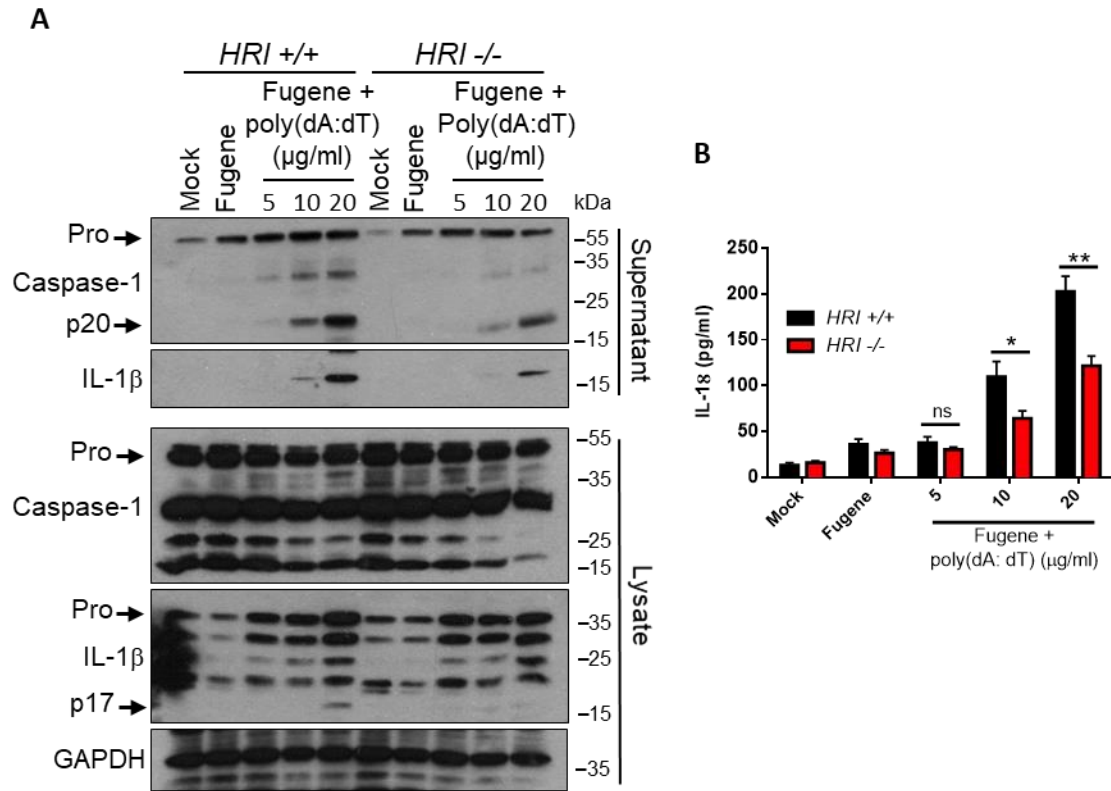 A
HRI +/+ HRI -/-
Fugene + Fugene +
poly(dA:dT) Poly(dA:dT)
(µg/ml) (µg/ml)
Mock Fugene 5 10 20 Mock Fugene 5 10 20 kDa
Pro
Caspase-1
p20
–55
–35
–25
–15
IL-1β
–15
Supernatant
Pro
Caspase-1
–55
–35
–25
–15
Pro
IL-1β
p17
–35
–25
–15
GAPDH
–35
Lysate
B
IL-18 (pg/ml)
250
200
150
100
50
0
HRI +/+
HRI -/-
ns
*
**
Mock Fugene 5 10 20
Fugene +
poly(dA: dT) (µg/ml)